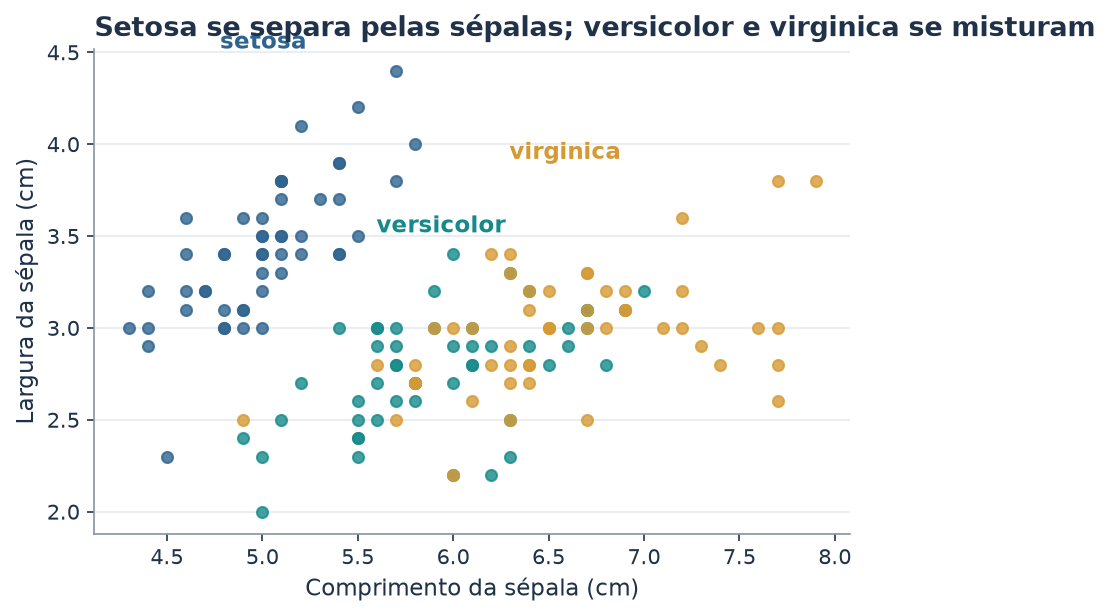 Setosa se separa pelas sépalas; versicolor e virginica se misturam
setosa
virginica
versicolor
4.5
4.0
3.5
3.0
2.5
2.0
Largura da sépala (cm)
4.5 5.0 5.5 6.0 6.5 7.0 7.5 8.0
Comprimento da sépala (cm)